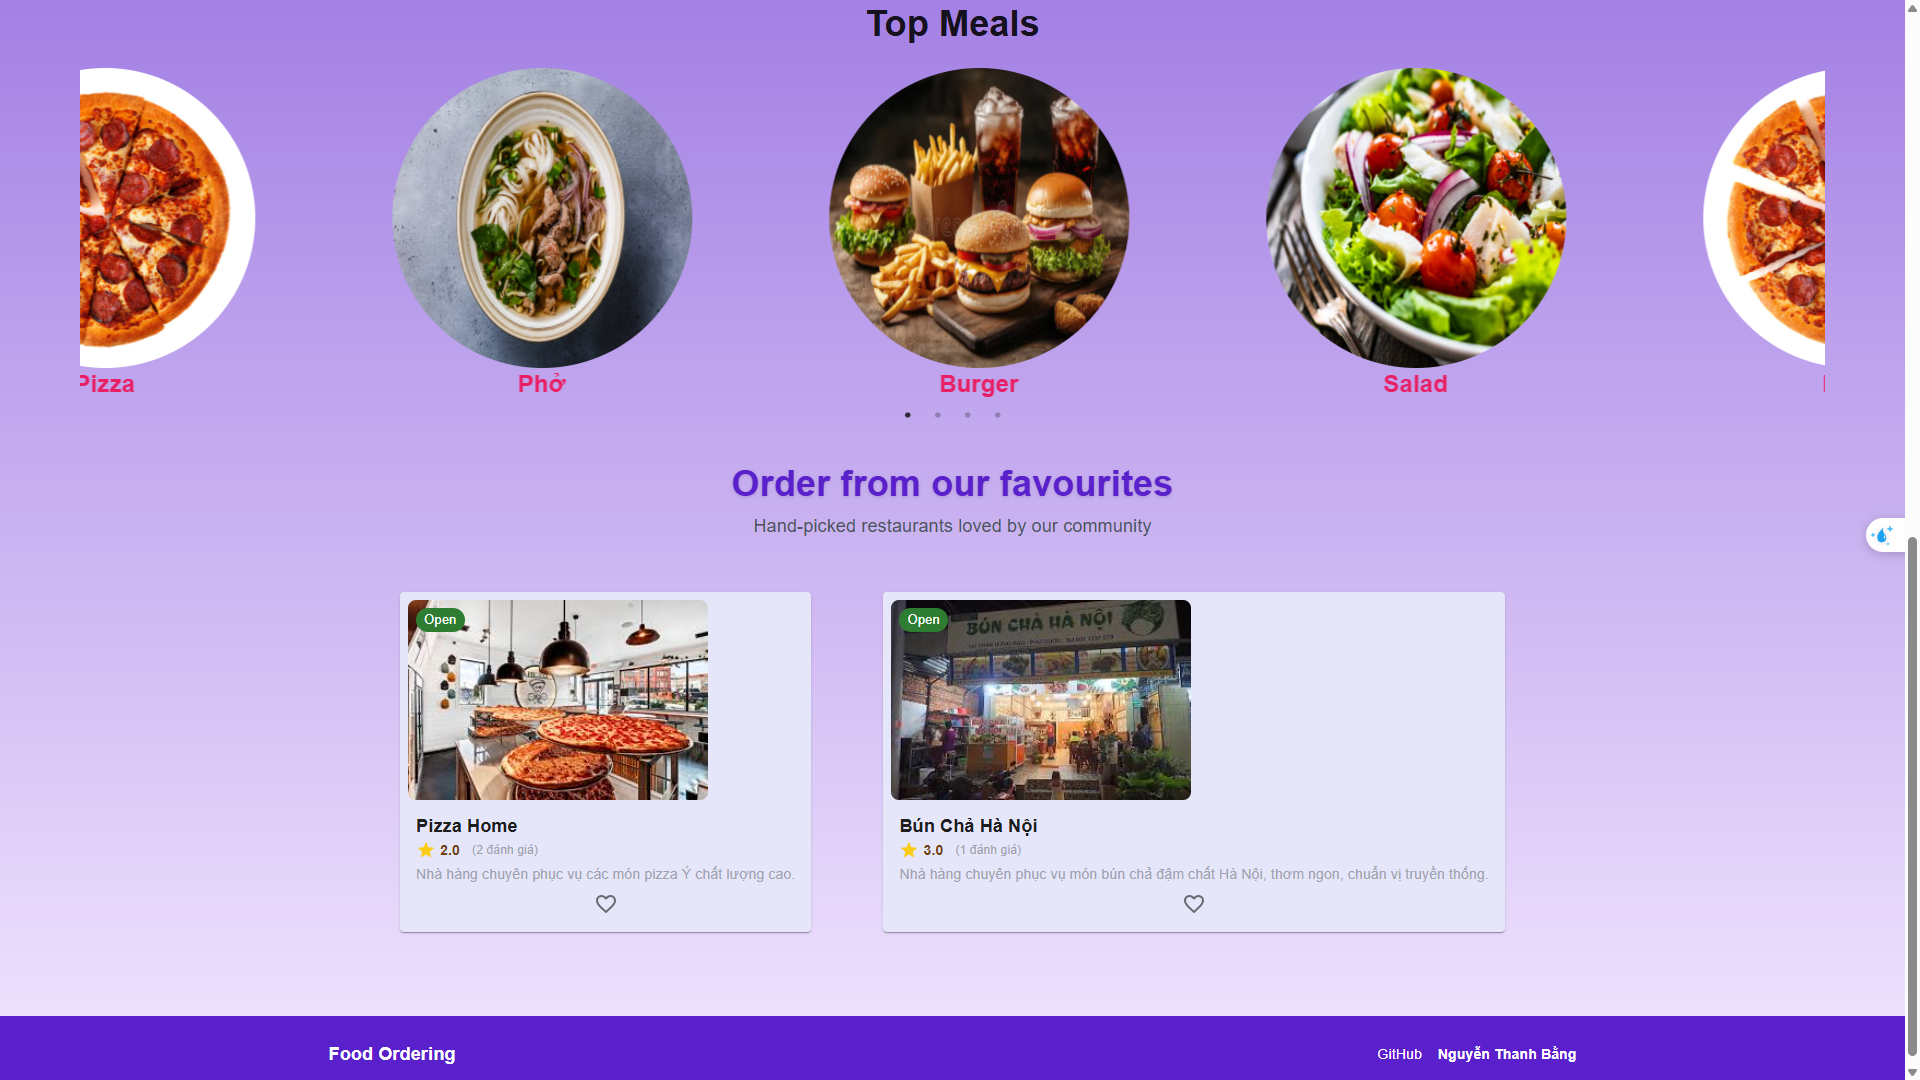 Top Meals
Pizza
Phở
Burger
Salad
Order from our favourites
Hand-picked restaurants loved by our community
Open
Open
BÚN CHẢ HÀ NỘI
Pizza Home
2.0 (2 đánh giá)
Nhà hàng chuyên phục vụ các món pizza Ý chất lượng cao.
Bún Chả Hà Nội
3.0 (1 đánh giá)
Nhà hàng chuyên phục vụ món bún chả đậm chất Hà Nội, thơm ngon, chuẩn vị truyền thống.
Food Ordering
GitHub Nguyễn Thanh Bằng